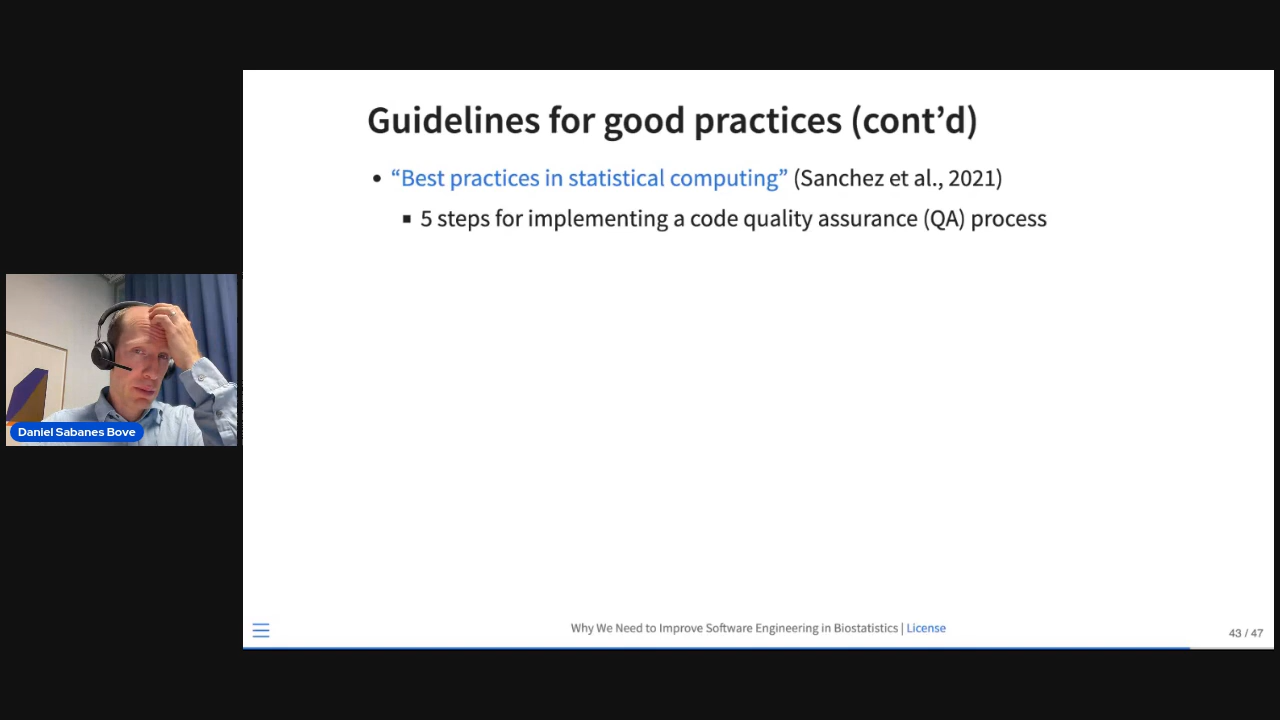 Guidelines for good practices (cont’d)
“Best practices in statistical computing” (Sanchez et al., 2021)
5 steps for implementing a code quality assurance (QA) process
Daniel Sabanes Bove
Why We Need to Improve Software Engineering in Biostatistics | License
43 / 47